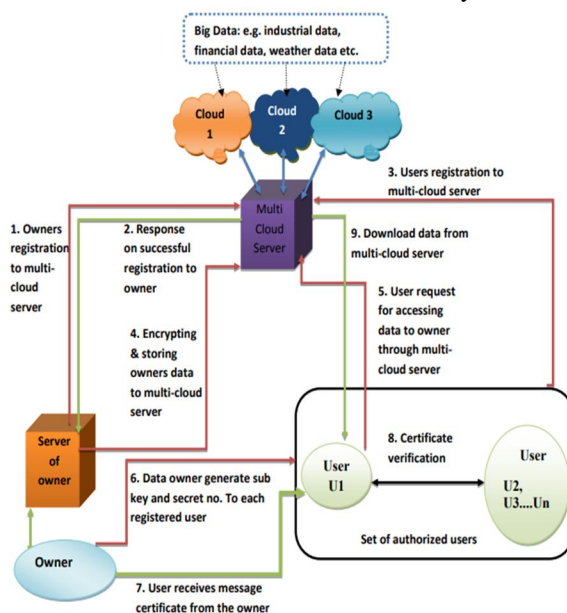 Big Data: e.g. industrial data,
financial data, weather data etc.
Cloud
1
Cloud
2
Cloud 3
3. Users registration to
multi-cloud server
Multi
Cloud
Server
1. Owners
registration
to multi-
cloud
server
2. Response
on successful
registration to
owner
9. Download data from
multi-cloud server
5. User request
for accessing
data to owner
through multi-
cloud server
4. Encrypting
& storing
owners data
to multi-cloud
server
Server
of
owner
6. Data owner generate sub
key and secret no. To each
registered user
User
U1
8. Certificate
verification
User
U2,
U3....Un
Set of authorized users
Owner
7. User receives message
certificate from the owner